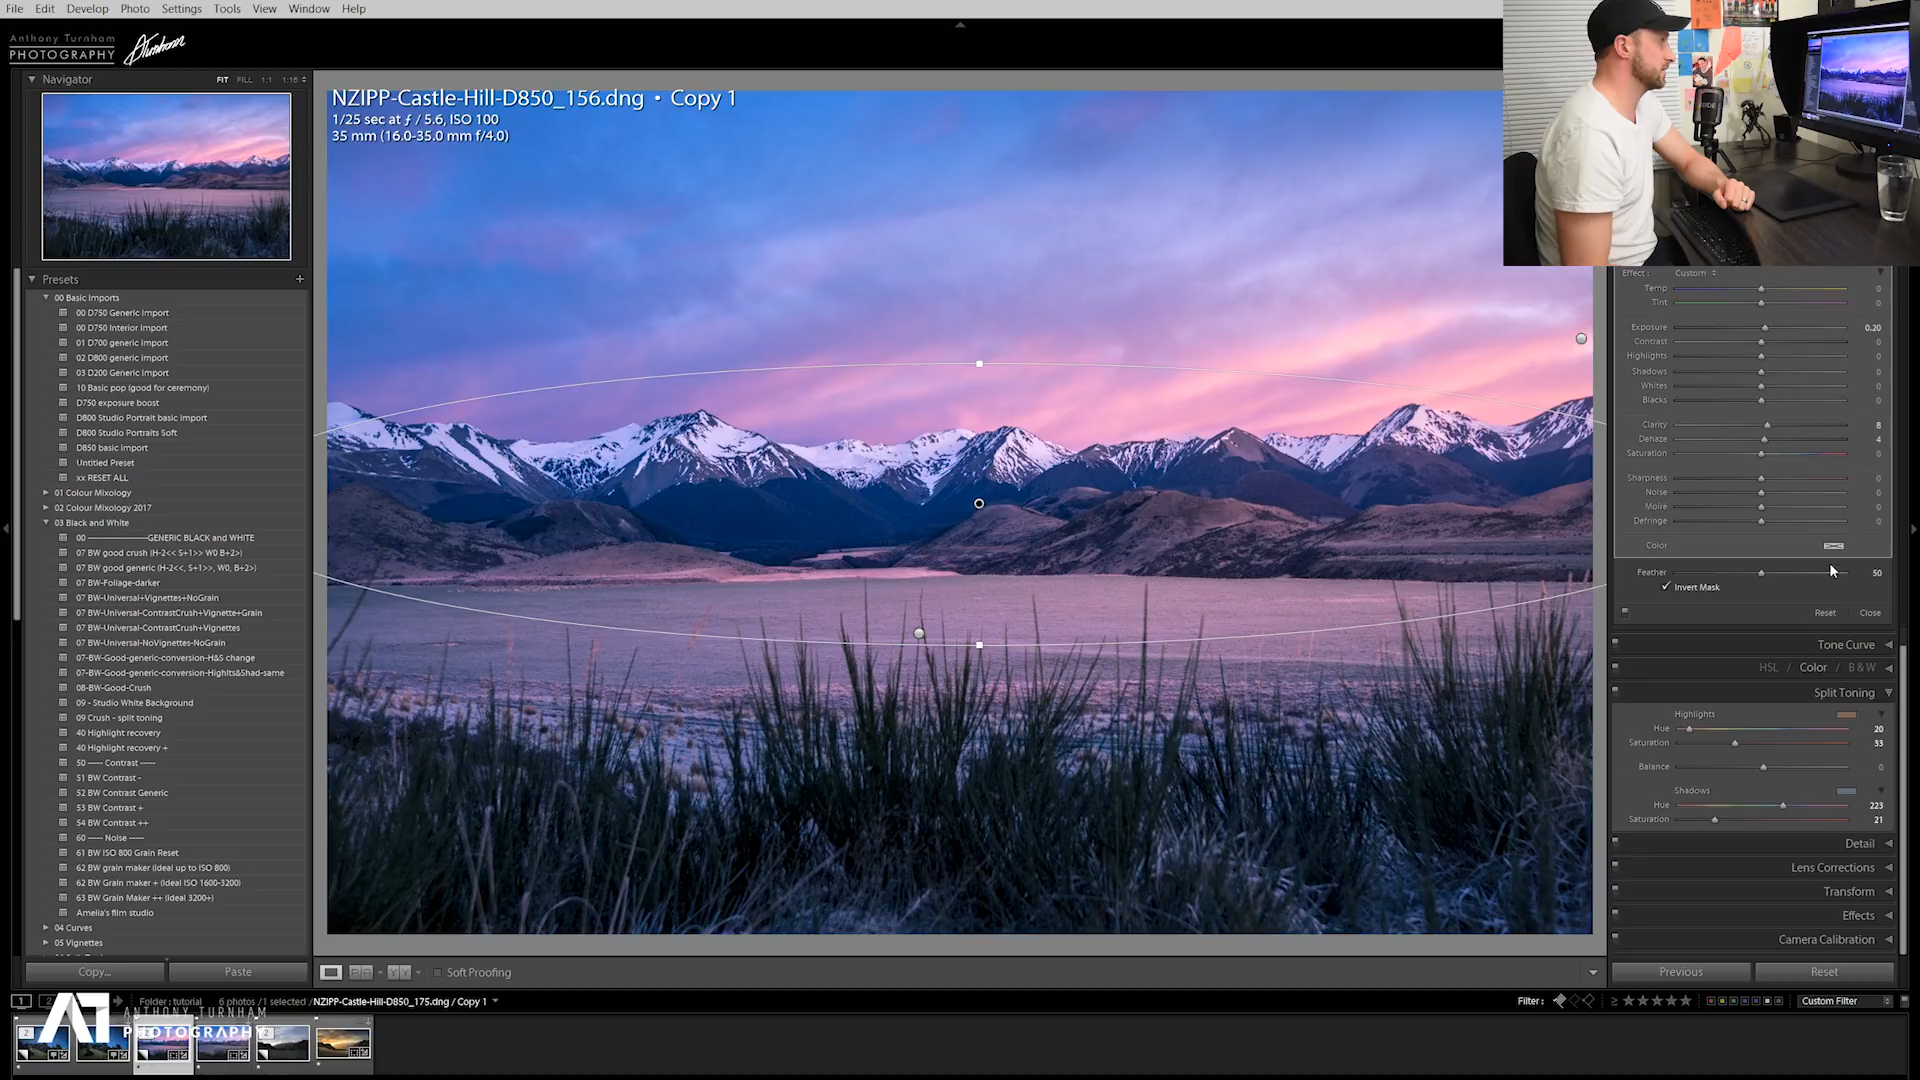 File Edit Develop Photo Settings Tools View Window Help
Anthony Turnham
PHOTOGRAPHY
Navigator
FIT FILL 1:1 1:16
NZIPP-Castle-Hill-D850_156.dng • Copy 1
1/25 sec at ƒ / 5.6, ISO 100
35 mm (16.0-35.0 mm f/4.0)
Presets +
00 Basic Imports
00 D750 Generic Import
00 D750 Interior Import
01 D700 generic Import
02 D800 generic Import
03 D200 Generic Import
10 Basic pop (good for ceremony)
D750 exposure boost
D800 Studio Portrait basic import
D800 Studio Portraits Soft
D850 basic import
Untitled Preset
xx RESET ALL
01 Colour Mixology
02 Colour Mixology 2017
03 Black and White
00 -----------------------GENERIC BLACK and WHITE
07 BW good crush (H-2<< S+1>> W0 B+2>)
07 BW good generic (H-2<<, S+1>>, W0, B+2>)
07 BW-Foliage-darker
07 BW-Universal+Vignettes+NoGrain
07 BW-Universal-ContrastCrush+Vignette+Grain
07 BW-Universal-ContrastCrush+Vignettes
07 BW-Universal-NoVignettes-NoGrain
07-BW-Good-generic-conversion-H&S change
07-BW-Good-generic-conversion-Highlts&Shad-same
08-BW-Good-Crush
09 - Studio White Background
09 Crush - split toning
40 Highlight recovery
40 Highlight recovery +
50 ----- Contrast -----
51 BW Contrast -
52 BW Contrast Generic
53 BW Contrast +
54 BW Contrast ++
60 ----- Noise -----
61 BW ISO 800 Grain Reset
62 BW grain maker (ideal up to ISO 800)
62 BW Grain maker + (Ideal ISO 1600-3200)
63 BW Grain Maker ++ (Ideal 3200+)
Amelia's film studio
04 Curves
05 Vignettes
Copy... Paste
Soft Proofing
Effect : Custom
Temp 0
Tint 0
Exposure 0.20
Contrast 0
Highlights 0
Shadows 0
Whites 0
Blacks 0
Clarity 8
Dehaze 4
Saturation 0
Sharpness 0
Noise 0
Moiré 0
Defringe 0
Color
Feather 50
Invert Mask
Reset Close
Tone Curve
HSL / Color / B & W
Split Toning
Highlights
Hue 20
Saturation 33
Balance 0
Shadows
Hue 223
Saturation 21
Detail
Lens Corrections
Transform
Effects
Camera Calibration
Previous Reset
1 2 Folder : tutorial 6 photos /1 selected /NZIPP-Castle-Hill-D850_175.dng / Copy 1
Filter : Custom Filter
AT ANTHONY TURNHAM
PHOTOGRAPHY